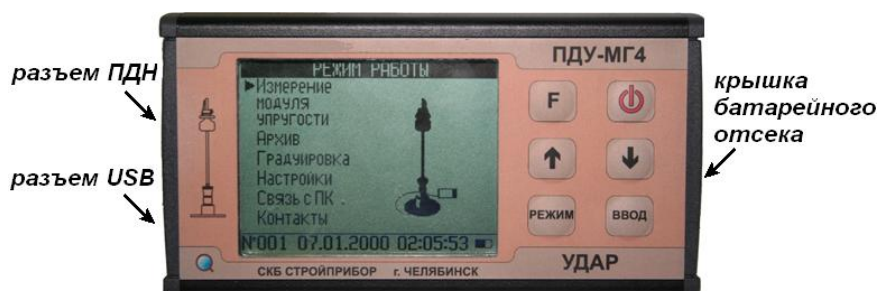 разъем ПДН
разъем USB
крышка
батарейного
отсека
ПДУ-МГ4
РЕЖИМ РАБОТЫ
Измерение
модуля
упругости
Архив
Градуировка
Настройки
Связь с ПК
Контакты
№001 07.01.2000 02:05:53
F
РЕЖИМ
ВВОД
СКБ СТРОЙПРИБОР г. ЧЕЛЯБИНСК
УДАР